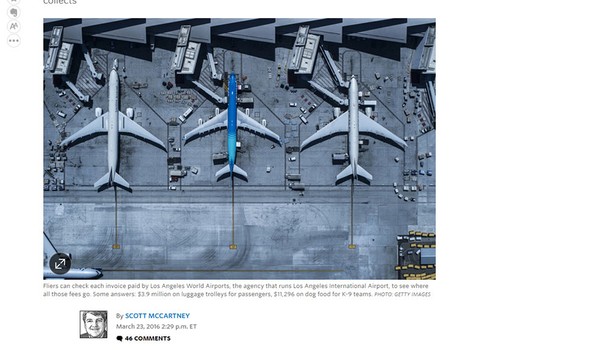 collects
Fliers can check each invoice paid by Los Angeles World Airports, the agency that runs Los Angeles International Airport, to see where
all those fees go. Some answers: $3.9 million on luggage trolleys for passengers, $11,296 on dog food for K-9 teams. PHOTO: GETTY IMAGES
By SCOTT MCCARTNEY
March 23, 2016 2:29 p.m. ET
46 COMMENTS